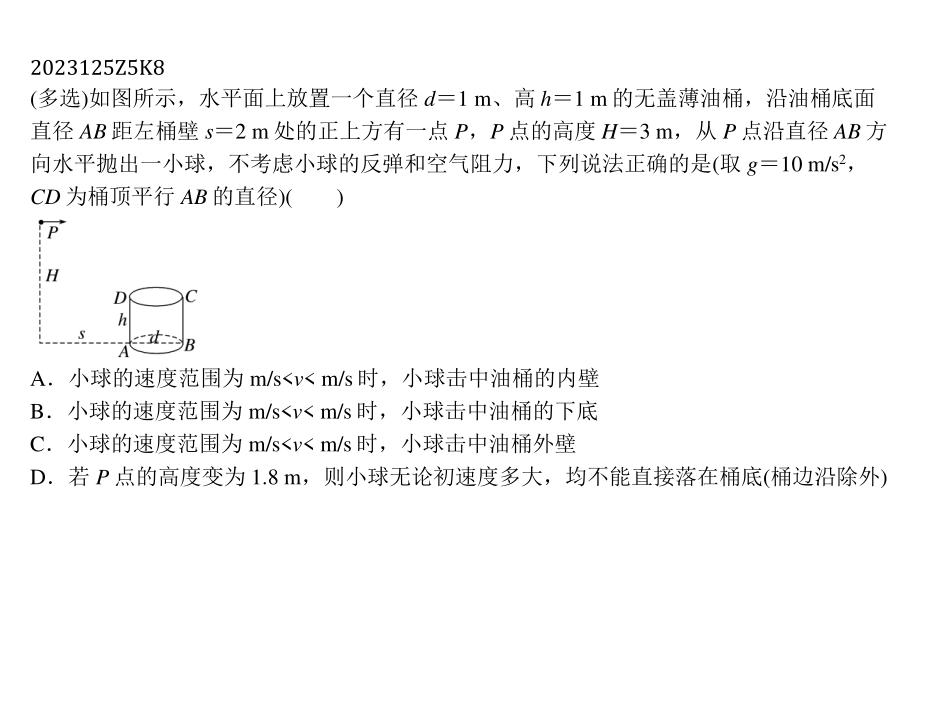 2023125Z5K8
(多选)如图所示，水平面上放置一个直径 d＝1 m、高 h＝1 m 的无盖薄油桶，沿油桶底面
直径 AB 距左桶壁 s＝2 m 处的正上方有一点 P，P 点的高度 H＝3 m，从 P 点沿直径 AB 方
向水平抛出一小球，不考虑小球的反弹和空气阻力，下列说法正确的是(取 g＝10 m/s²，
CD 为桶顶平行 AB 的直径)(　　)
P
H
D
C
h
s
d
A
B
A．小球的速度范围为 m/s<v< m/s 时，小球击中油桶的内壁
B．小球的速度范围为 m/s<v< m/s 时，小球击中油桶的下底
C．小球的速度范围为 m/s<v< m/s 时，小球击中油桶外壁
D．若 P 点的高度变为 1.8 m，则小球无论初速度多大，均不能直接落在桶底(桶边沿除外)